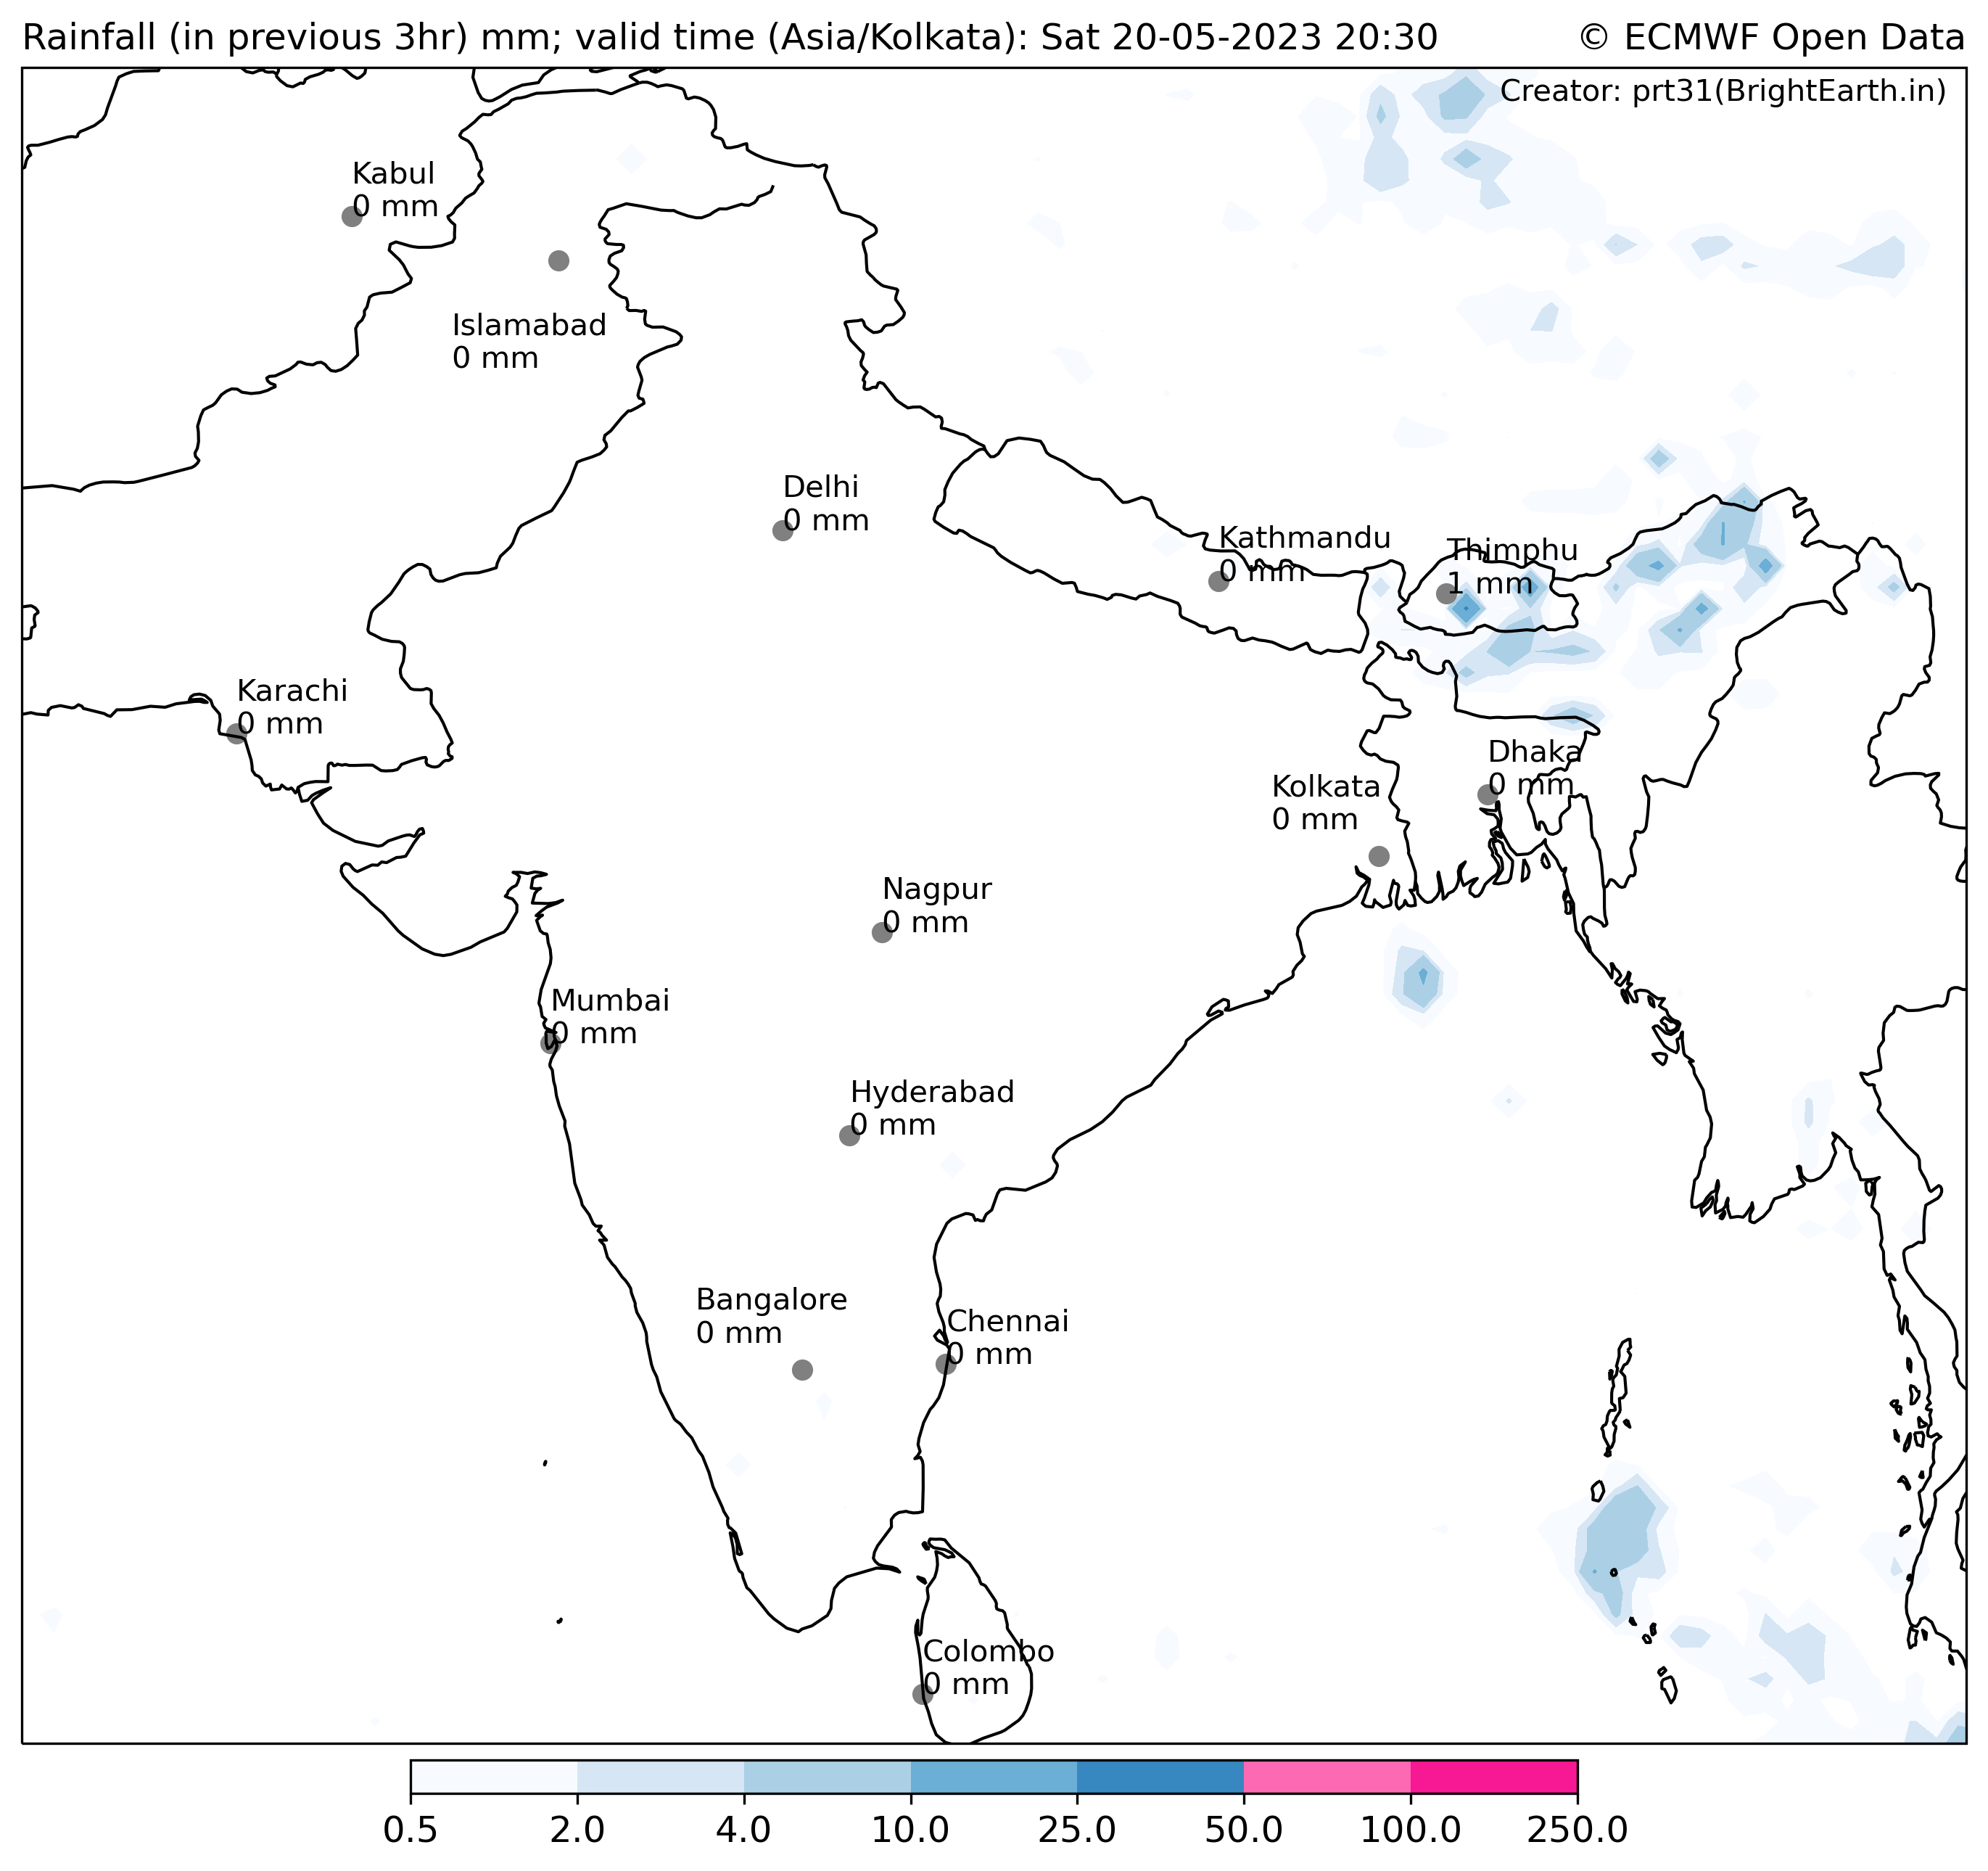 Rainfall (in previous 3hr) mm; valid time (Asia/Kolkata): Sat 20-05-2023 20:30 © ECMWF Open Data
Creator: prt31(BrightEarth.in)
Kabul
0 mm
Islamabad
0 mm
Delhi
0 mm
Kathmandu
0 mm
Thimphu
1 mm
Karachi
0 mm
Dhaka
0 mm
Kolkata
0 mm
Nagpur
0 mm
Mumbai
0 mm
Hyderabad
0 mm
Bangalore
0 mm
Chennai
0 mm
Colombo
0 mm
0.5 2.0 4.0 10.0 25.0 50.0 100.0 250.0